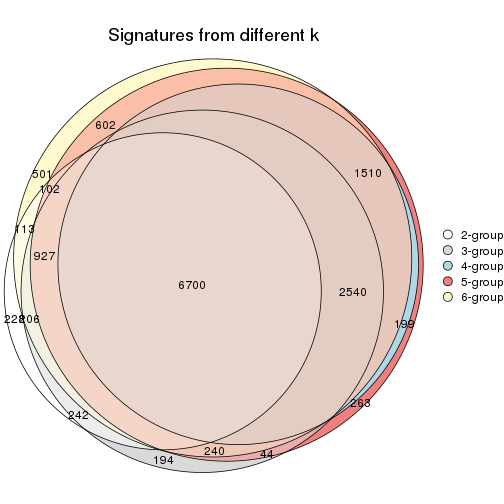 Signatures from different k
602
1510
501
102
113
927
6700
2540
228
206
199
263
242
240
44
194
2-group
3-group
4-group
5-group
6-group